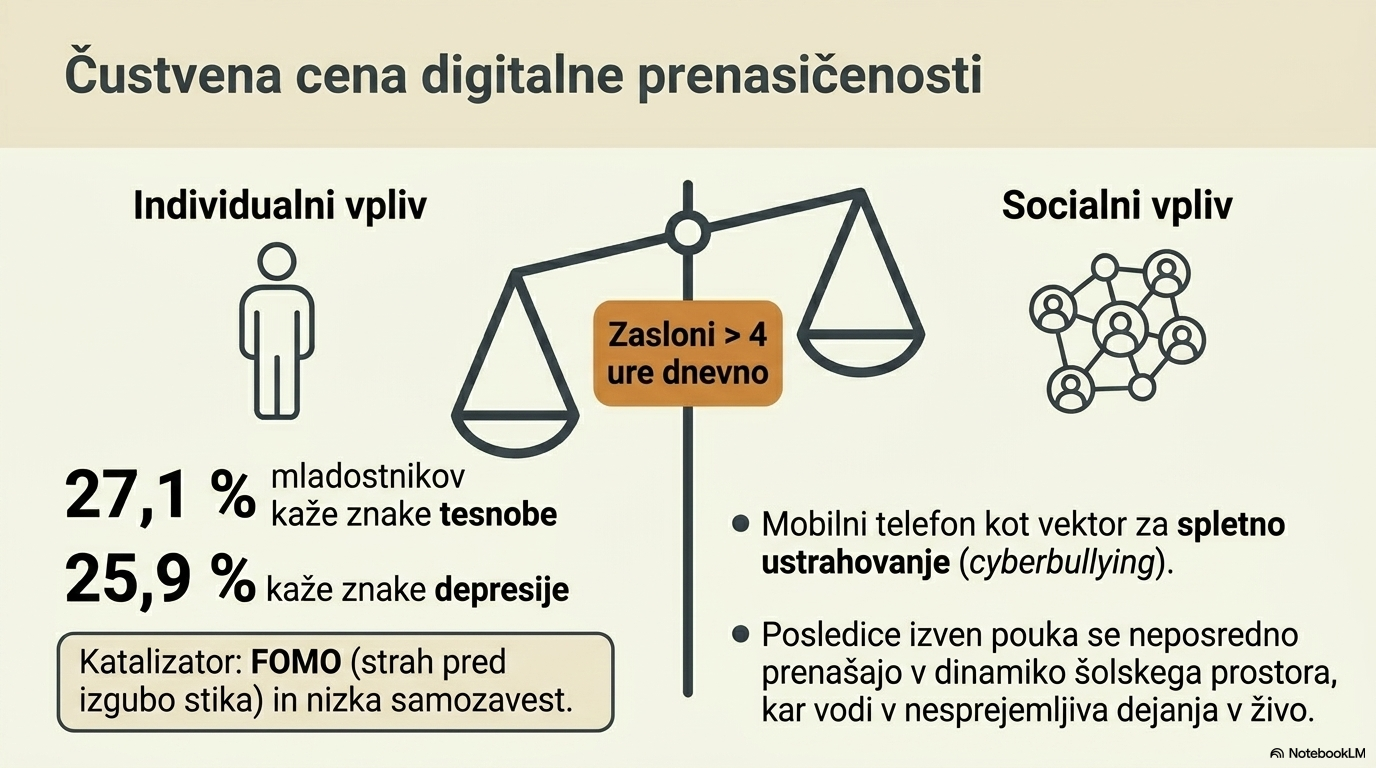 Čustvena cena digitalne prenasičenosti
Individualni vpliv
27,1 % mladostnikov
kaže znake tesnobe
25,9 % kaže znake depresije
Katalizator: FOMO (strah pred
izgubo stika) in nizka samozavest.
Zasloni > 4
ure dnevno
Socialni vpliv
Mobilni telefon kot vektor za spletno
ustrahovanje (cyberbullying).
Posledice izven pouka se neposredno
prenašajo v dinamiko šolskega prostora,
kar vodi v nesprejemljiva dejanja v živo.
NotebookLM